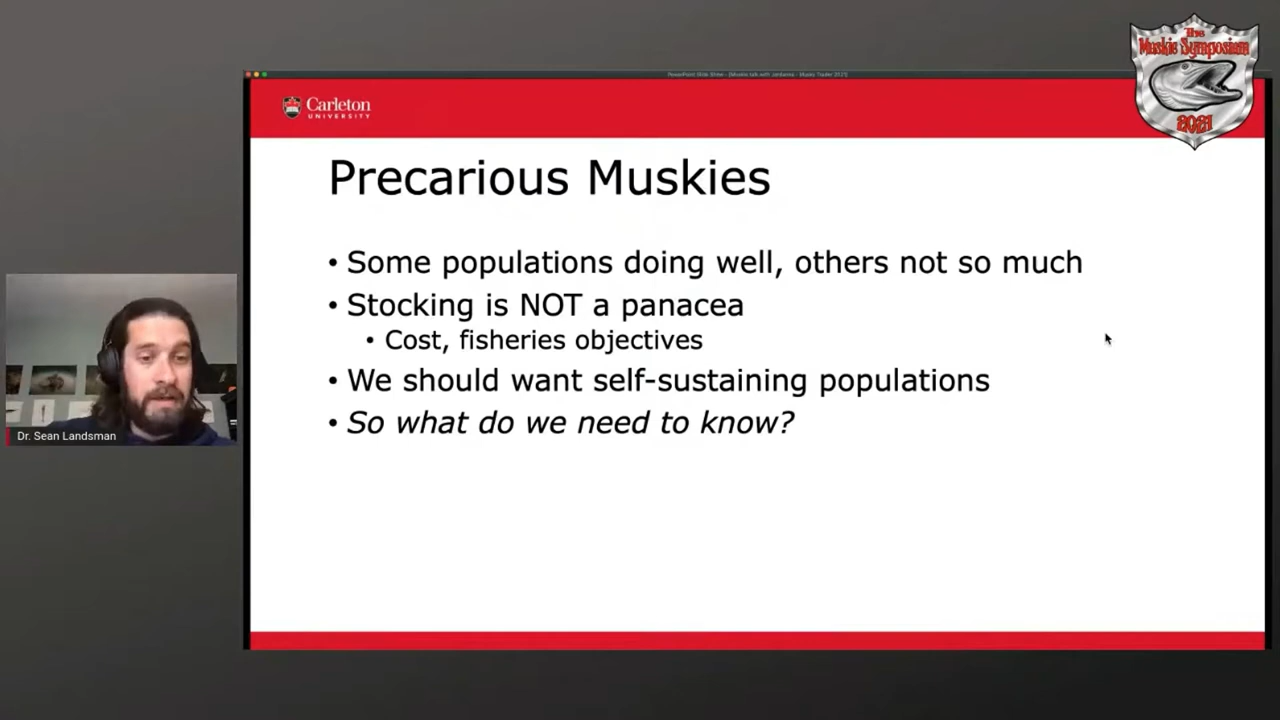 The
Muskie Symposium
2021
Carleton
UNIVERSITY
Precarious Muskies
• Some populations doing well, others not so much
• Stocking is NOT a panacea
• Cost, fisheries objectives
• We should want self-sustaining populations
• So what do we need to know?
Dr. Sean Landsman